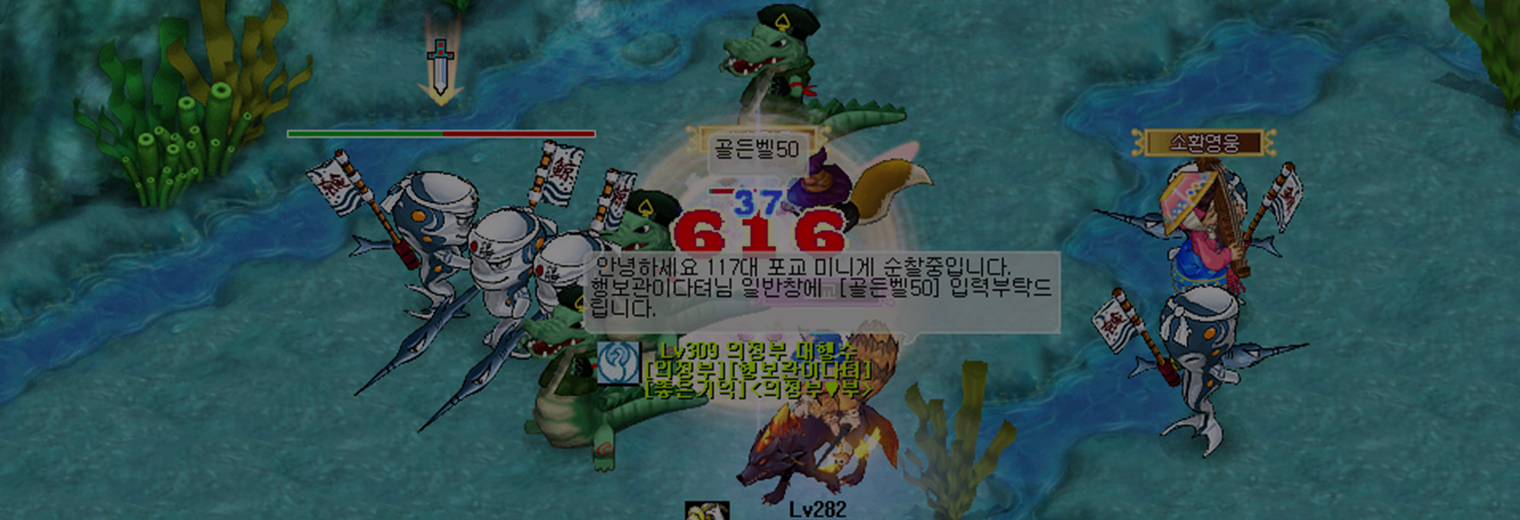 골든벨50
소환영웅
37
616
안녕하세요 117대 포교 미니게 순찰중입니다.
행보관이다터님 일반창에 [골든벨50] 입력부탁드
립니다.
Lv309 의정부 대행수
[의정부][행보관이다터]
[좋은기억]<의정부♥부>
Lv282